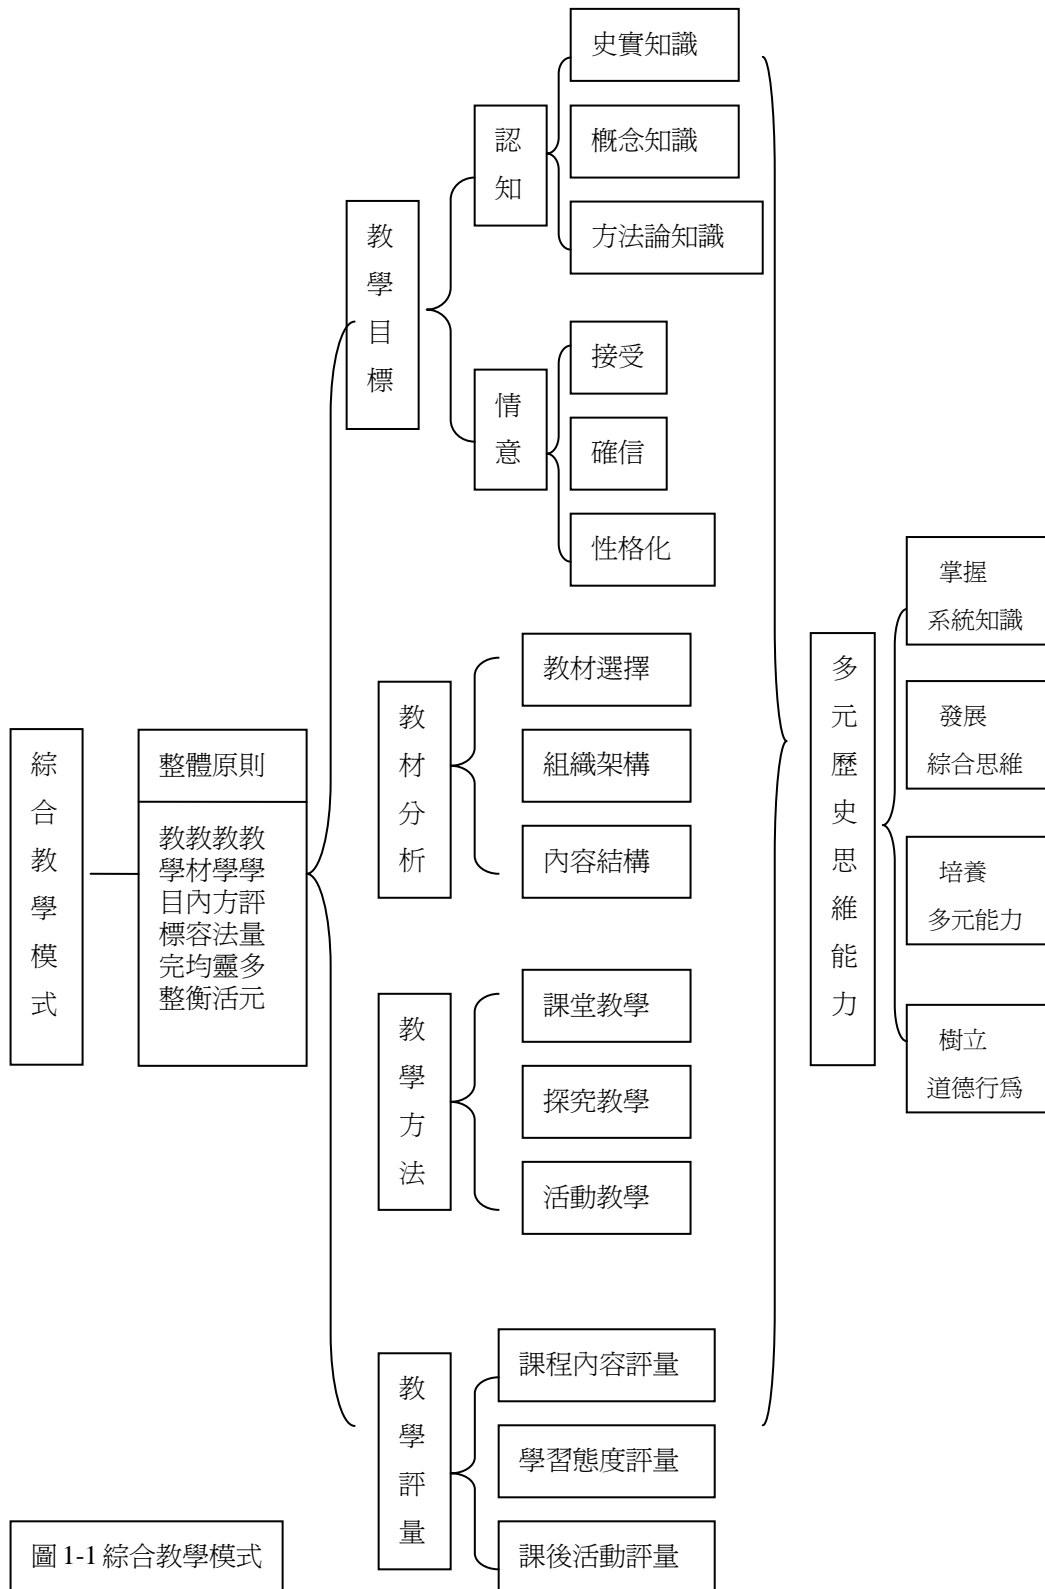 綜合教學模式
整體原則
教教教教
學材學學
目內方評
標容法量
完均靈多
整衡活元
教學目標
認知
史實知識
概念知識
方法論知識
情意
接受
確信
性格化
教材分析
教材選擇
組織架構
內容結構
教學方法
課堂教學
探究教學
活動教學
教學評量
課程內容評量
學習態度評量
課後活動評量
多元歷史思維能力
掌握
系統知識
發展
綜合思維
培養
多元能力
樹立
道德行為
圖 1-1 綜合教學模式